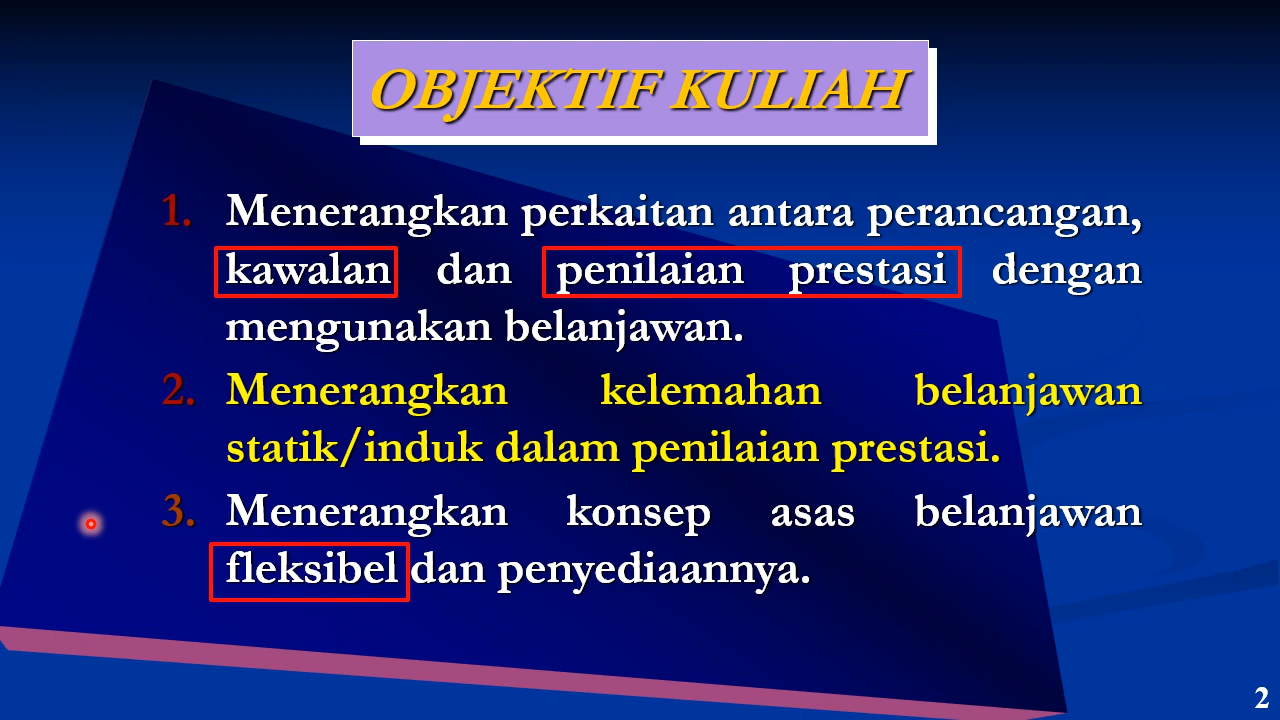 OBJEKTIF KULIAH
1. Menerangkan perkaitan antara perancangan,
kawalan dan penilaian prestasi dengan
mengunakan belanjawan.
2. Menerangkan kelemahan belanjawan
statik/induk dalam penilaian prestasi.
3. Menerangkan konsep asas belanjawan
fleksibel dan penyediaannya.
2